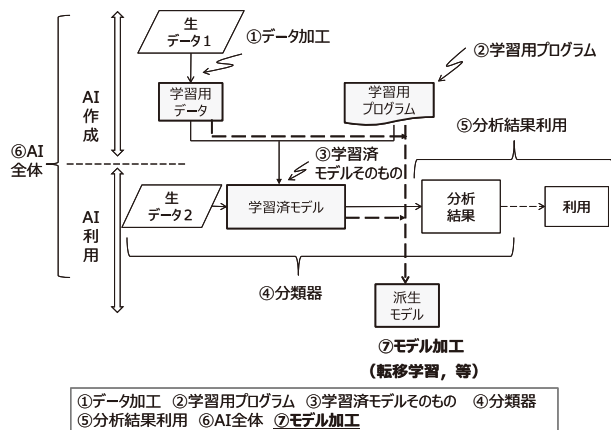 生
データ1
①データ加工
②学習用プログラム
学習用
データ
学習用
プログラム
AI
作
成
⑤分析結果利用
⑥AI
全体
③学習済
モデルそのもの
生
データ2
学習済モデル
分析
結果
利用
AI
利
用
④分類器
派生
モデル
⑦モデル加工
(転移学習, 等)
①データ加工 ②学習用プログラム ③学習済モデルそのもの ④分類器
⑤分析結果利用 ⑥AI全体 ⑦モデル加工